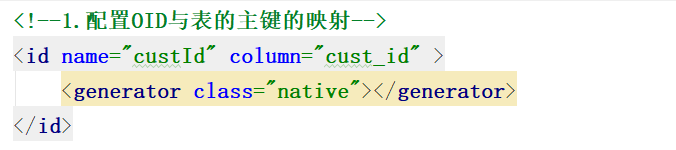 <!--1.配置OID与表的主键的映射-->
<id name="custId" column="cust_id" >
<generator class="native"></generator>
</id>